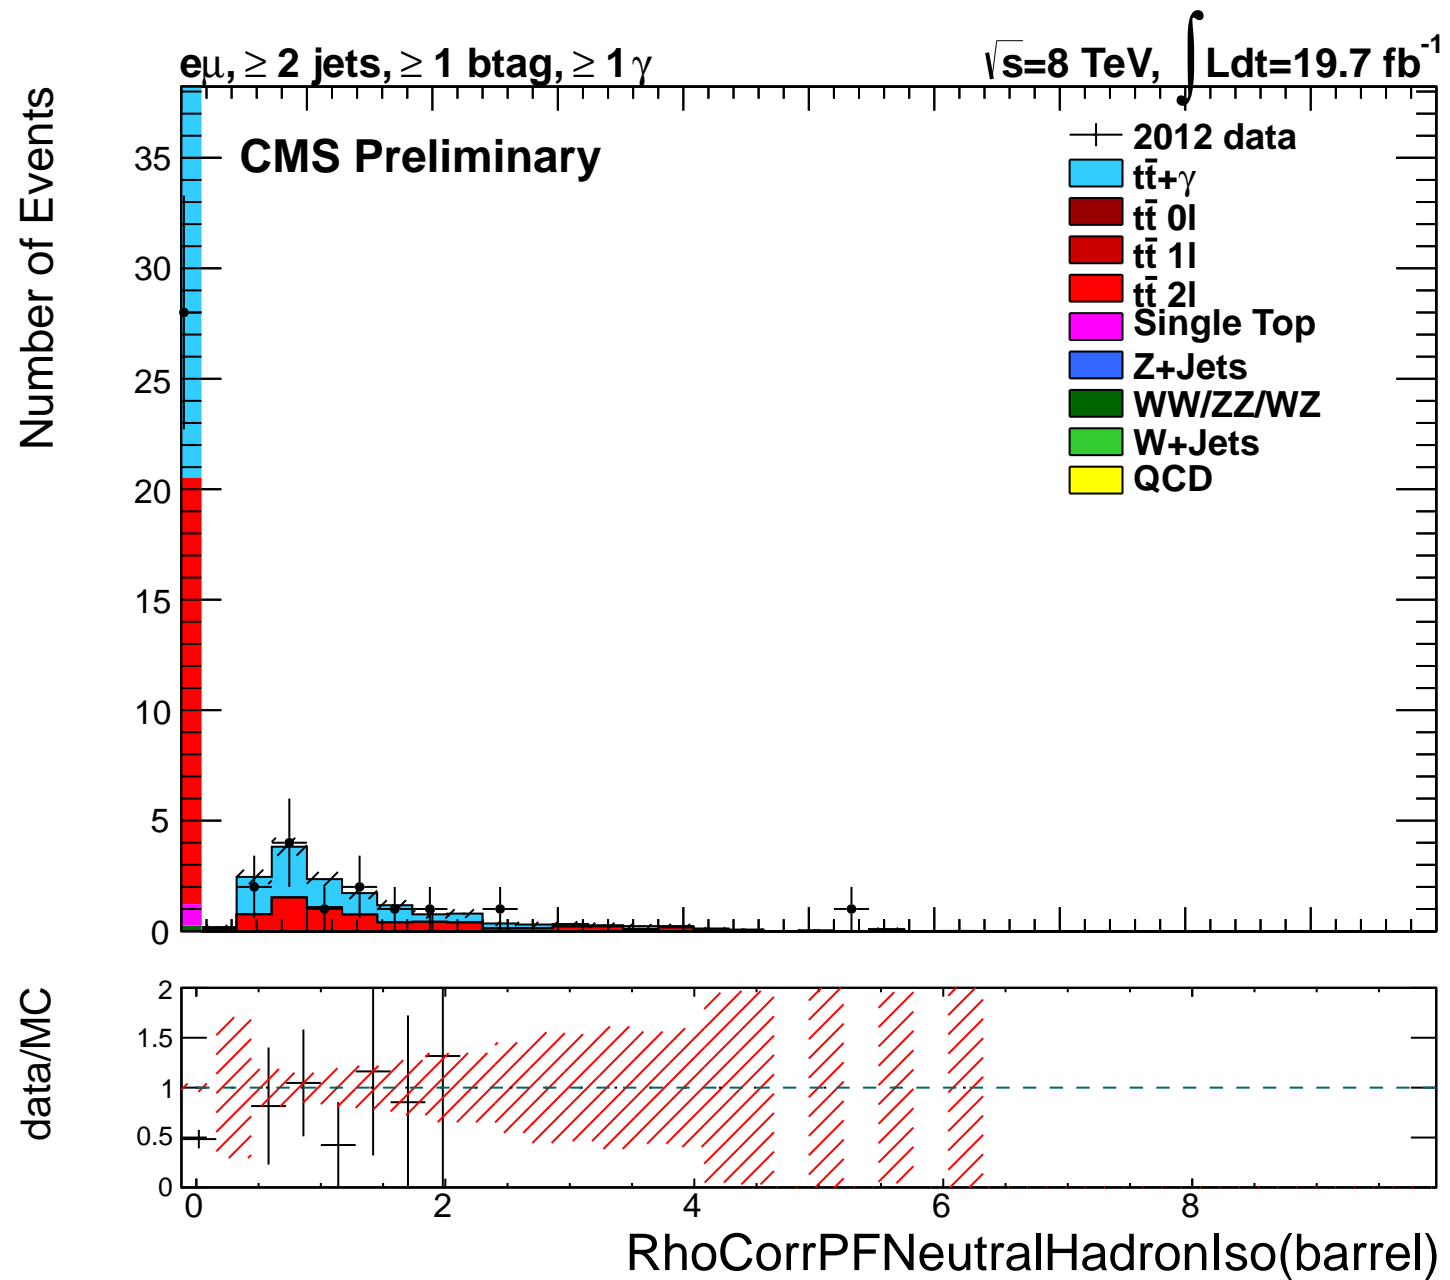 eμ, ≥ 2 jets, ≥ 1 btag, ≥ 1 γ
√s=8 TeV, ∫ Ldt=19.7 fb⁻¹
CMS Preliminary
2012 data
tt̄+γ
tt̄ 0l
tt̄ 1l
tt̄ 2l
Single Top
Z+Jets
WW/ZZ/WZ
W+Jets
QCD
Number of Events
35
30
25
20
15
10
5
0
data/MC
2
1.5
1
0.5
0
0 2 4 6 8
RhoCorrPFNeutralHadronIso(barrel)